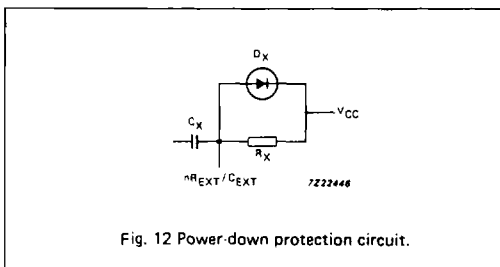 DX
VCC
CX
RX
nREXT/CEXT
7Z22446
Fig. 12 Power-down protection circuit.